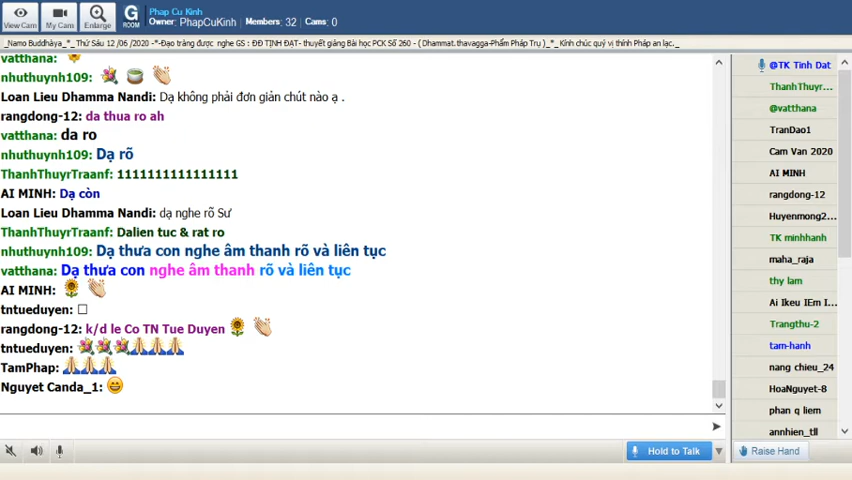 Phap Cu Kinh
Owner: PhapCuKinh Members: 32 Cams: 0
View Cam My Cam Enlarge G ROOM
_Namo Buddhàya_*_ Thứ Sáu 12 /06 /2020 -*-Đạo tràng được nghe GS : ĐĐ TỊNH ĐẠT- thuyết giảng Bài học PCK Số 260 - ( Dhammat.thavagga-Phẩm Pháp Trụ )_*_ Kính chúc quý vị thính Pháp an lạc._
vatthana:
nhuthuynh109:
Loan Lieu Dhamma Nandi: Dạ không phải đơn giản chút nào ạ .
rangdong-12: da thua ro ah
vatthana: da ro
nhuthuynh109: Dạ rõ
ThanhThuyrTraanf: 1111111111111111
AI MINH: Dạ còn
Loan Lieu Dhamma Nandi: dạ nghe rõ Sư
ThanhThuyrTraanf: Dalien tuc & rat ro
nhuthuynh109: Dạ thưa con nghe âm thanh rõ và liên tục
vatthana: Dạ thưa con nghe âm thanh rõ và liên tục
AI MINH:
tntueduyen: □
rangdong-12: k/d le Co TN Tue Duyen
tntueduyen:
TamPhap:
Nguyet Canda_1:
@TK Tinh Dat
ThanhThuyr...
@vatthana
TranDao1
Cam Van 2020
AI MINH
rangdong-12
Huyenmong2...
TK minhhanh
maha_raja
thy lam
Ai Ikeu IEm I...
Trangthu-2
tam-hanh
nang chieu_24
HoaNguyet-8
phan q liem
annhien_tll
Hold to Talk
Raise Hand